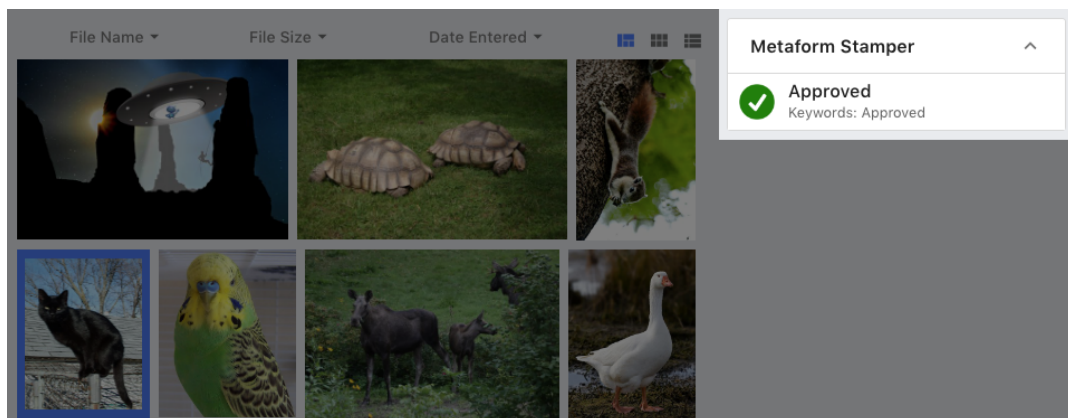 File Name
File Size
Date Entered
Metaform Stamper
Approved
Keywords: Approved